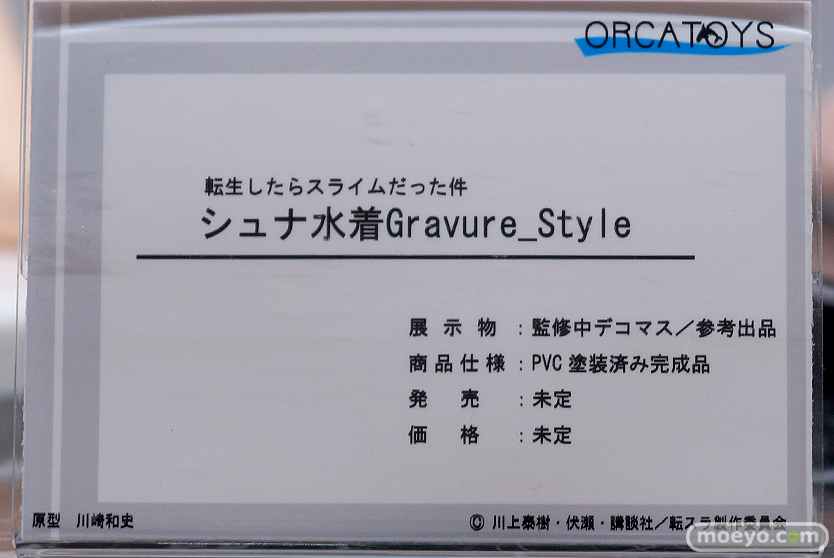 ORCATOYS
転生したらスライムだった件
シュナ水着Gravure_Style
展示物：監修中デコマス／参考出品
商品仕様：PVC塗装済み完成品
発売：未定
価格：未定
原型 川崎和史
© 川上泰樹・伏瀬・講談社／転スラ製作委員会
moeyo.com